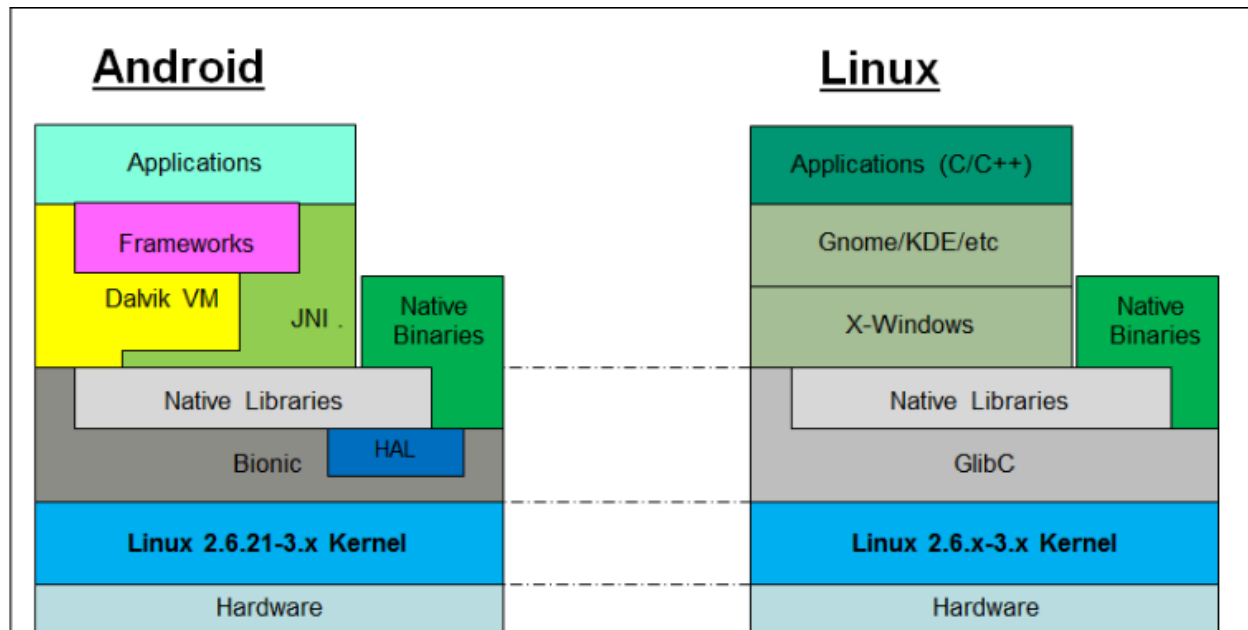 Android
Applications
Frameworks
Dalvik VM
JNI .
Native
Binaries
Native Libraries
HAL
Bionic
Linux 2.6.21-3.x Kernel
Hardware
Linux
Applications (C/C++)
Gnome/KDE/etc
X-Windows
Native
Binaries
Native Libraries
GlibC
Linux 2.6.x-3.x Kernel
Hardware